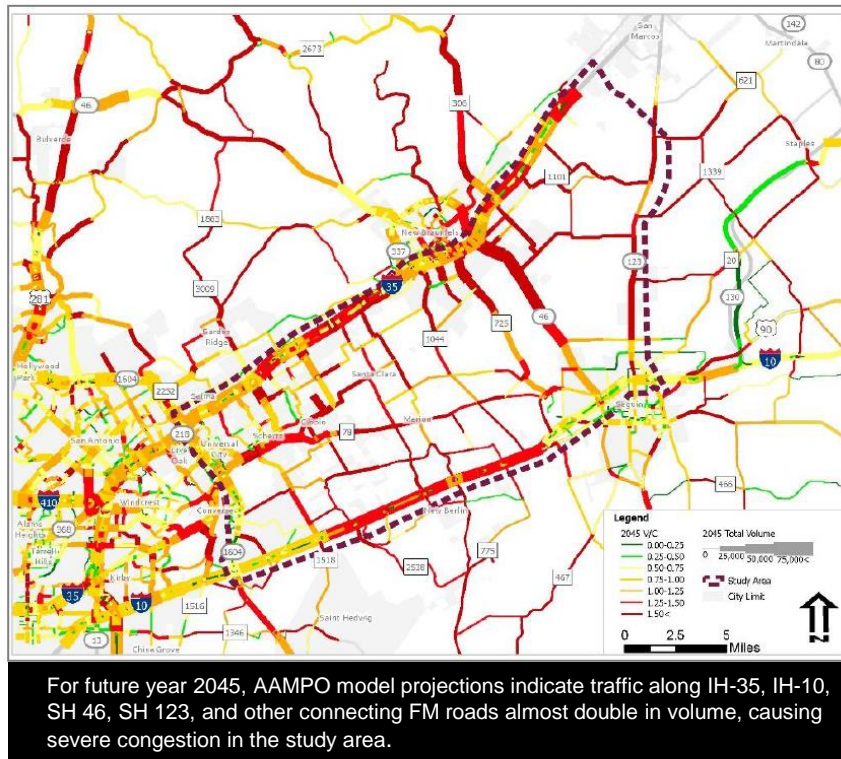 San
Marcos
142
Martindale
80
2673
46
306
621
Bulverde
Staples
1101
1339
1863
New Braunfels
337
123
20
35
130
281
3009
46
90
Garden
Ridge
1044
725
10
Hollywood
Park
1604
2252
Selma
Santa Clara
218
Live
Oak
Universal
City
Schertz
Cibolo
78
Marion
Seguin
San Antonio
410
Windcrest
Converse
466
Alamo
Heights
368
Terrell
Hills
New Berlin
Kirby
1604
1518
2538
775
467
35
10
1516
Saint Hedwig
13
1346
China Grove
Legend
2045 V/C
0.00-0.25
0.25-0.50
0.50-0.75
0.75-1.00
1.00-1.25
1.25-1.50
1.50<
2045 Total Volume
0 25,000 50,000 75,000<
Study Area
City Limit
N
0 2.5 5
Miles
For future year 2045, AAMPO model projections indicate traffic along IH-35, IH-10,
SH 46, SH 123, and other connecting FM roads almost double in volume, causing
severe congestion in the study area.